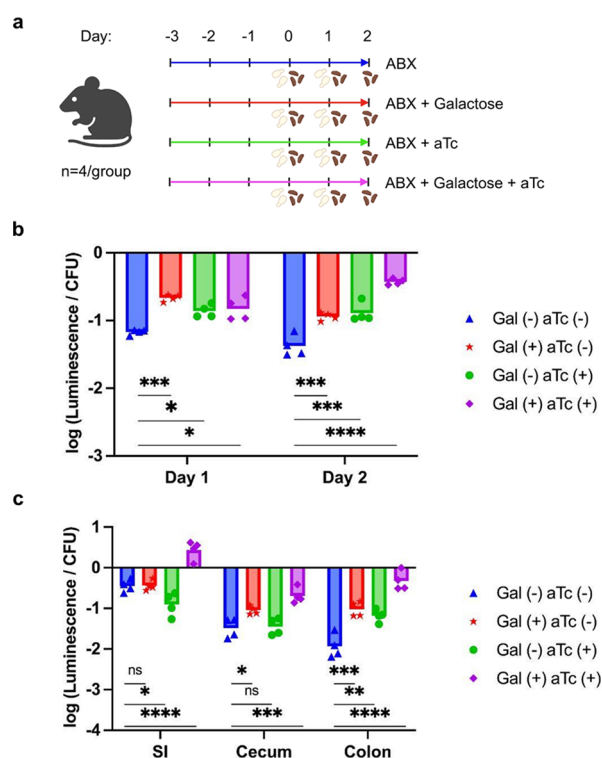 a
Day: -3 -2 -1 0 1 2
ABX
ABX + Galactose
ABX + aTc
ABX + Galactose + aTc
n=4/group
b
log (Luminescence / CFU)
0
-1
-2
-3
***
*
*
***
***
****
Day 1 Day 2
Gal (-) aTc (-)
Gal (+) aTc (-)
Gal (-) aTc (+)
Gal (+) aTc (+)
c
log (Luminescence / CFU)
1
0
-1
-2
-3
-4
ns
*
****
*
ns
***
***
**
****
SI Cecum Colon
Gal (-) aTc (-)
Gal (+) aTc (-)
Gal (-) aTc (+)
Gal (+) aTc (+)